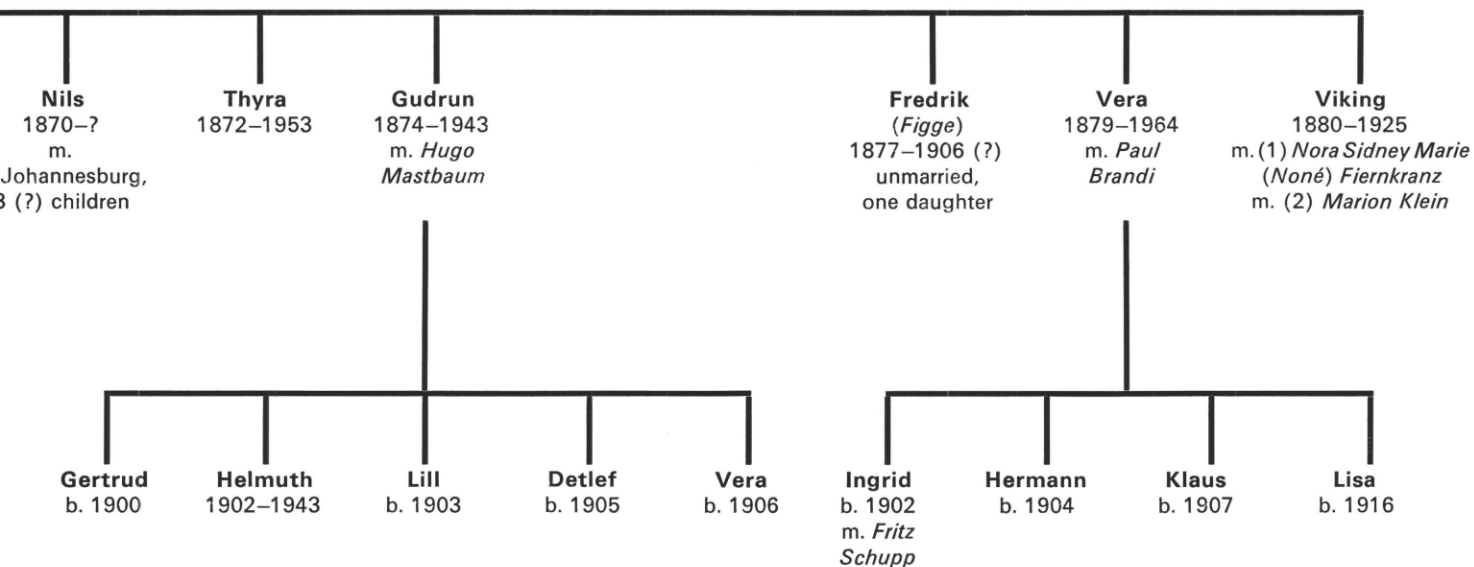 Nils
1870–?
m.
Johannesburg,
3 (?) children
Thyra
1872–1953
Gudrun
1874–1943
m. Hugo
Mastbaum
Fredrik
(Figge)
1877–1906 (?)
unmarried,
one daughter
Vera
1879–1964
m. Paul
Brandi
Viking
1880–1925
m. (1) Nora Sidney Marie
(Noné) Fiernkranz
m. (2) Marion Klein
Gertrud
b. 1900
Helmuth
1902–1943
Lill
b. 1903
Detlef
b. 1905
Vera
b. 1906
Ingrid
b. 1902
m. Fritz
Schupp
Hermann
b. 1904
Klaus
b. 1907
Lisa
b. 1916